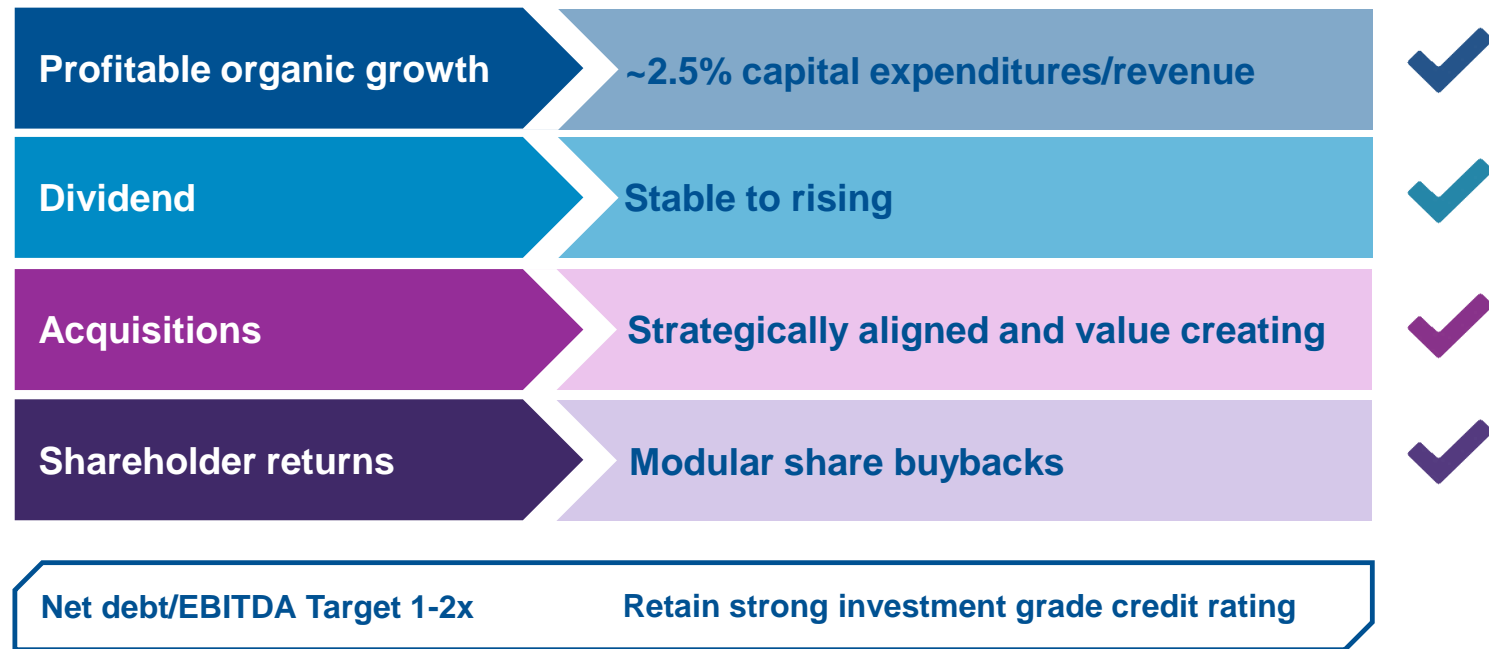 Profitable organic growth
~2.5% capital expenditures/revenue
Dividend
Stable to rising
Acquisitions
Strategically aligned and value creating
Shareholder returns
Modular share buybacks
Net debt/EBITDA Target 1-2x
Retain strong investment grade credit rating